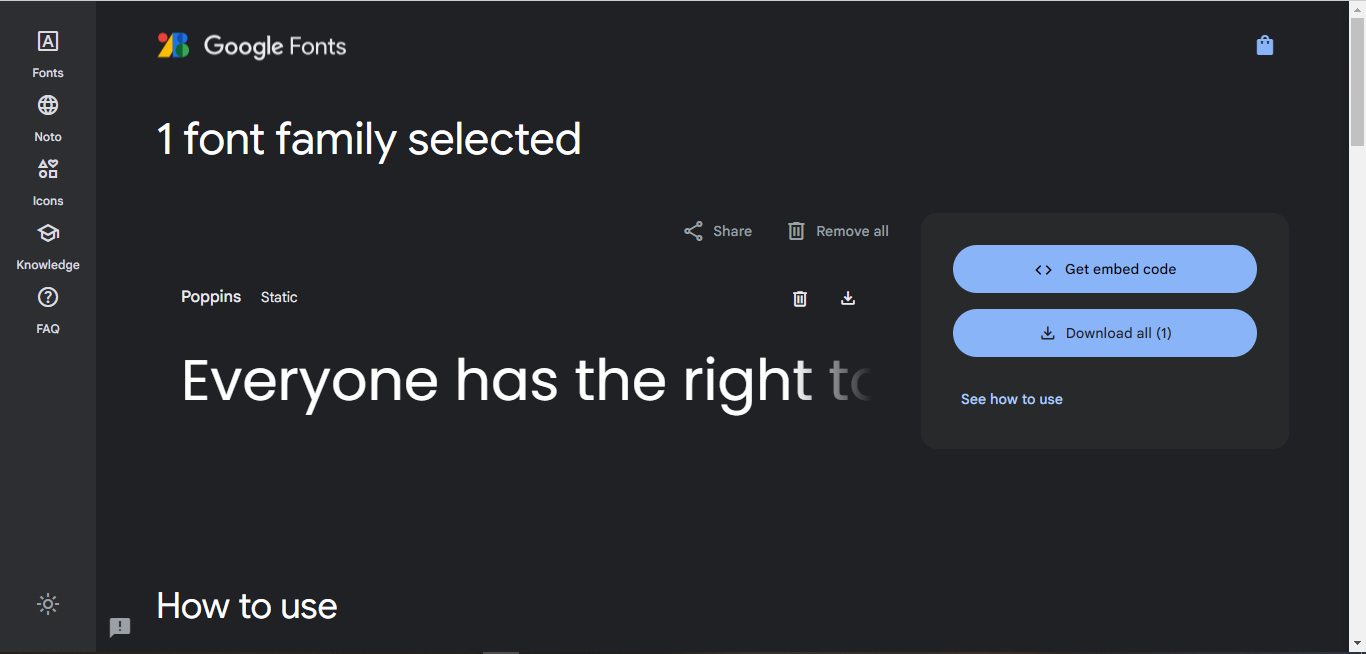 Fonts
Noto
Icons
Knowledge
FAQ
Google Fonts
1 font family selected
Share
Remove all
Poppins Static
Everyone has the right to
Get embed code
Download all (1)
See how to use
How to use